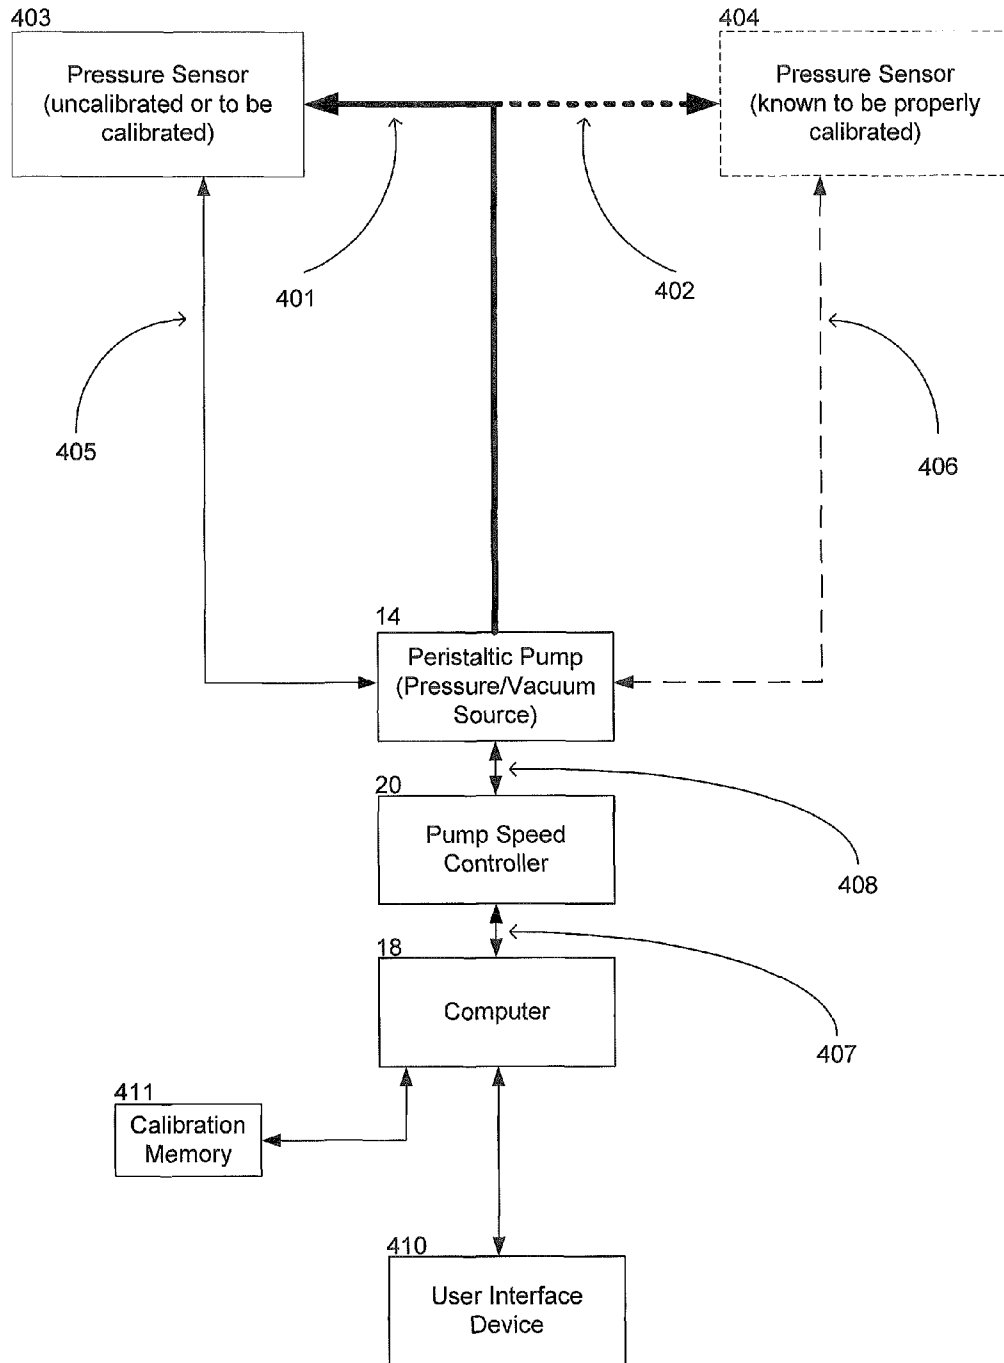 403
Pressure Sensor
(uncalibrated or to be
calibrated)
404
Pressure Sensor
(known to be properly
calibrated)
401
402
405
406
14
Peristaltic Pump
(Pressure/Vacuum
Source)
20
Pump Speed
Controller
408
18
Computer
407
411
Calibration
Memory
410
User Interface
Device